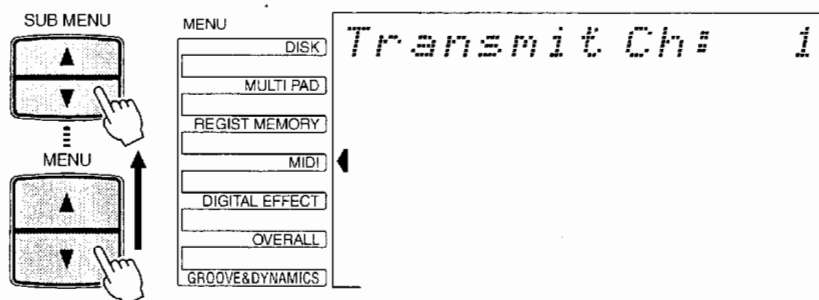 SUB MENU
MENU
MENU
DISK
MULTI PAD
REGIST MEMORY
MIDI
DIGITAL EFFECT
OVERALL
GROOVE&DYNAMICS
Transmit Ch: 1